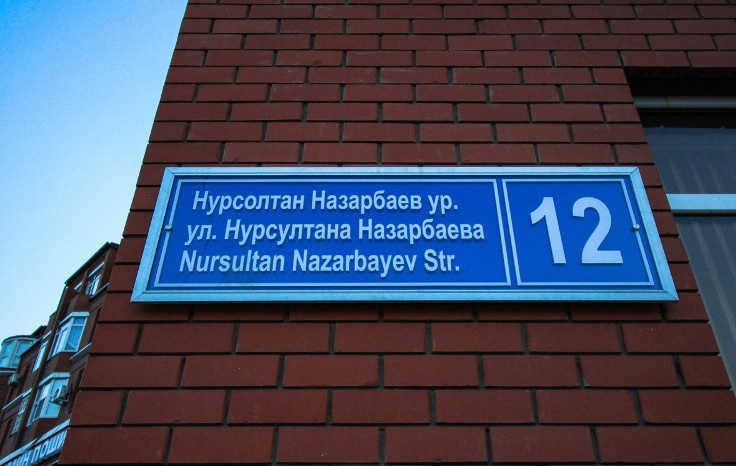 Нурсолтан Назарбаев ур.
ул. Нурсултана Назарбаева
Nursultan Nazarbayev Str.
12